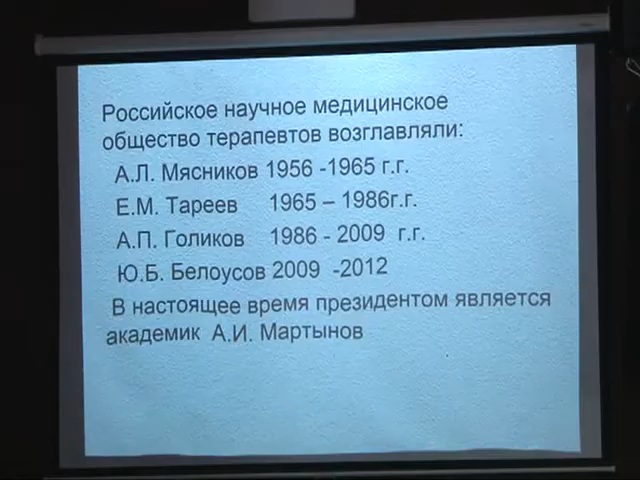 Российское научное медицинское
общество терапевтов возглавляли:
А.Л. Мясников 1956 -1965 г.г.
Е.М. Тареев 1965 – 1986г.г.
А.П. Голиков 1986 - 2009 г.г.
Ю.Б. Белоусов 2009 -2012
В настоящее время президентом является
академик А.И. Мартынов